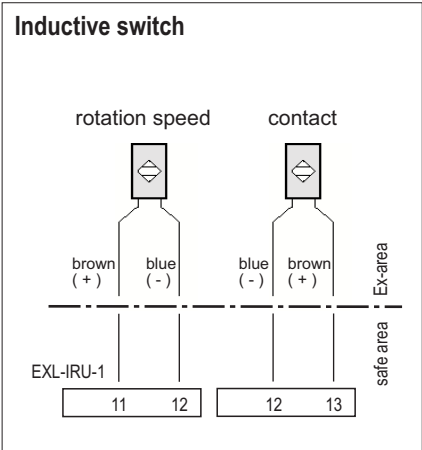 Inductive switch
rotation speed contact
brown blue blue brown
( + ) ( - ) ( - ) ( + )
Ex-area
safe area
EXL-IRU-1
11 12 12 13